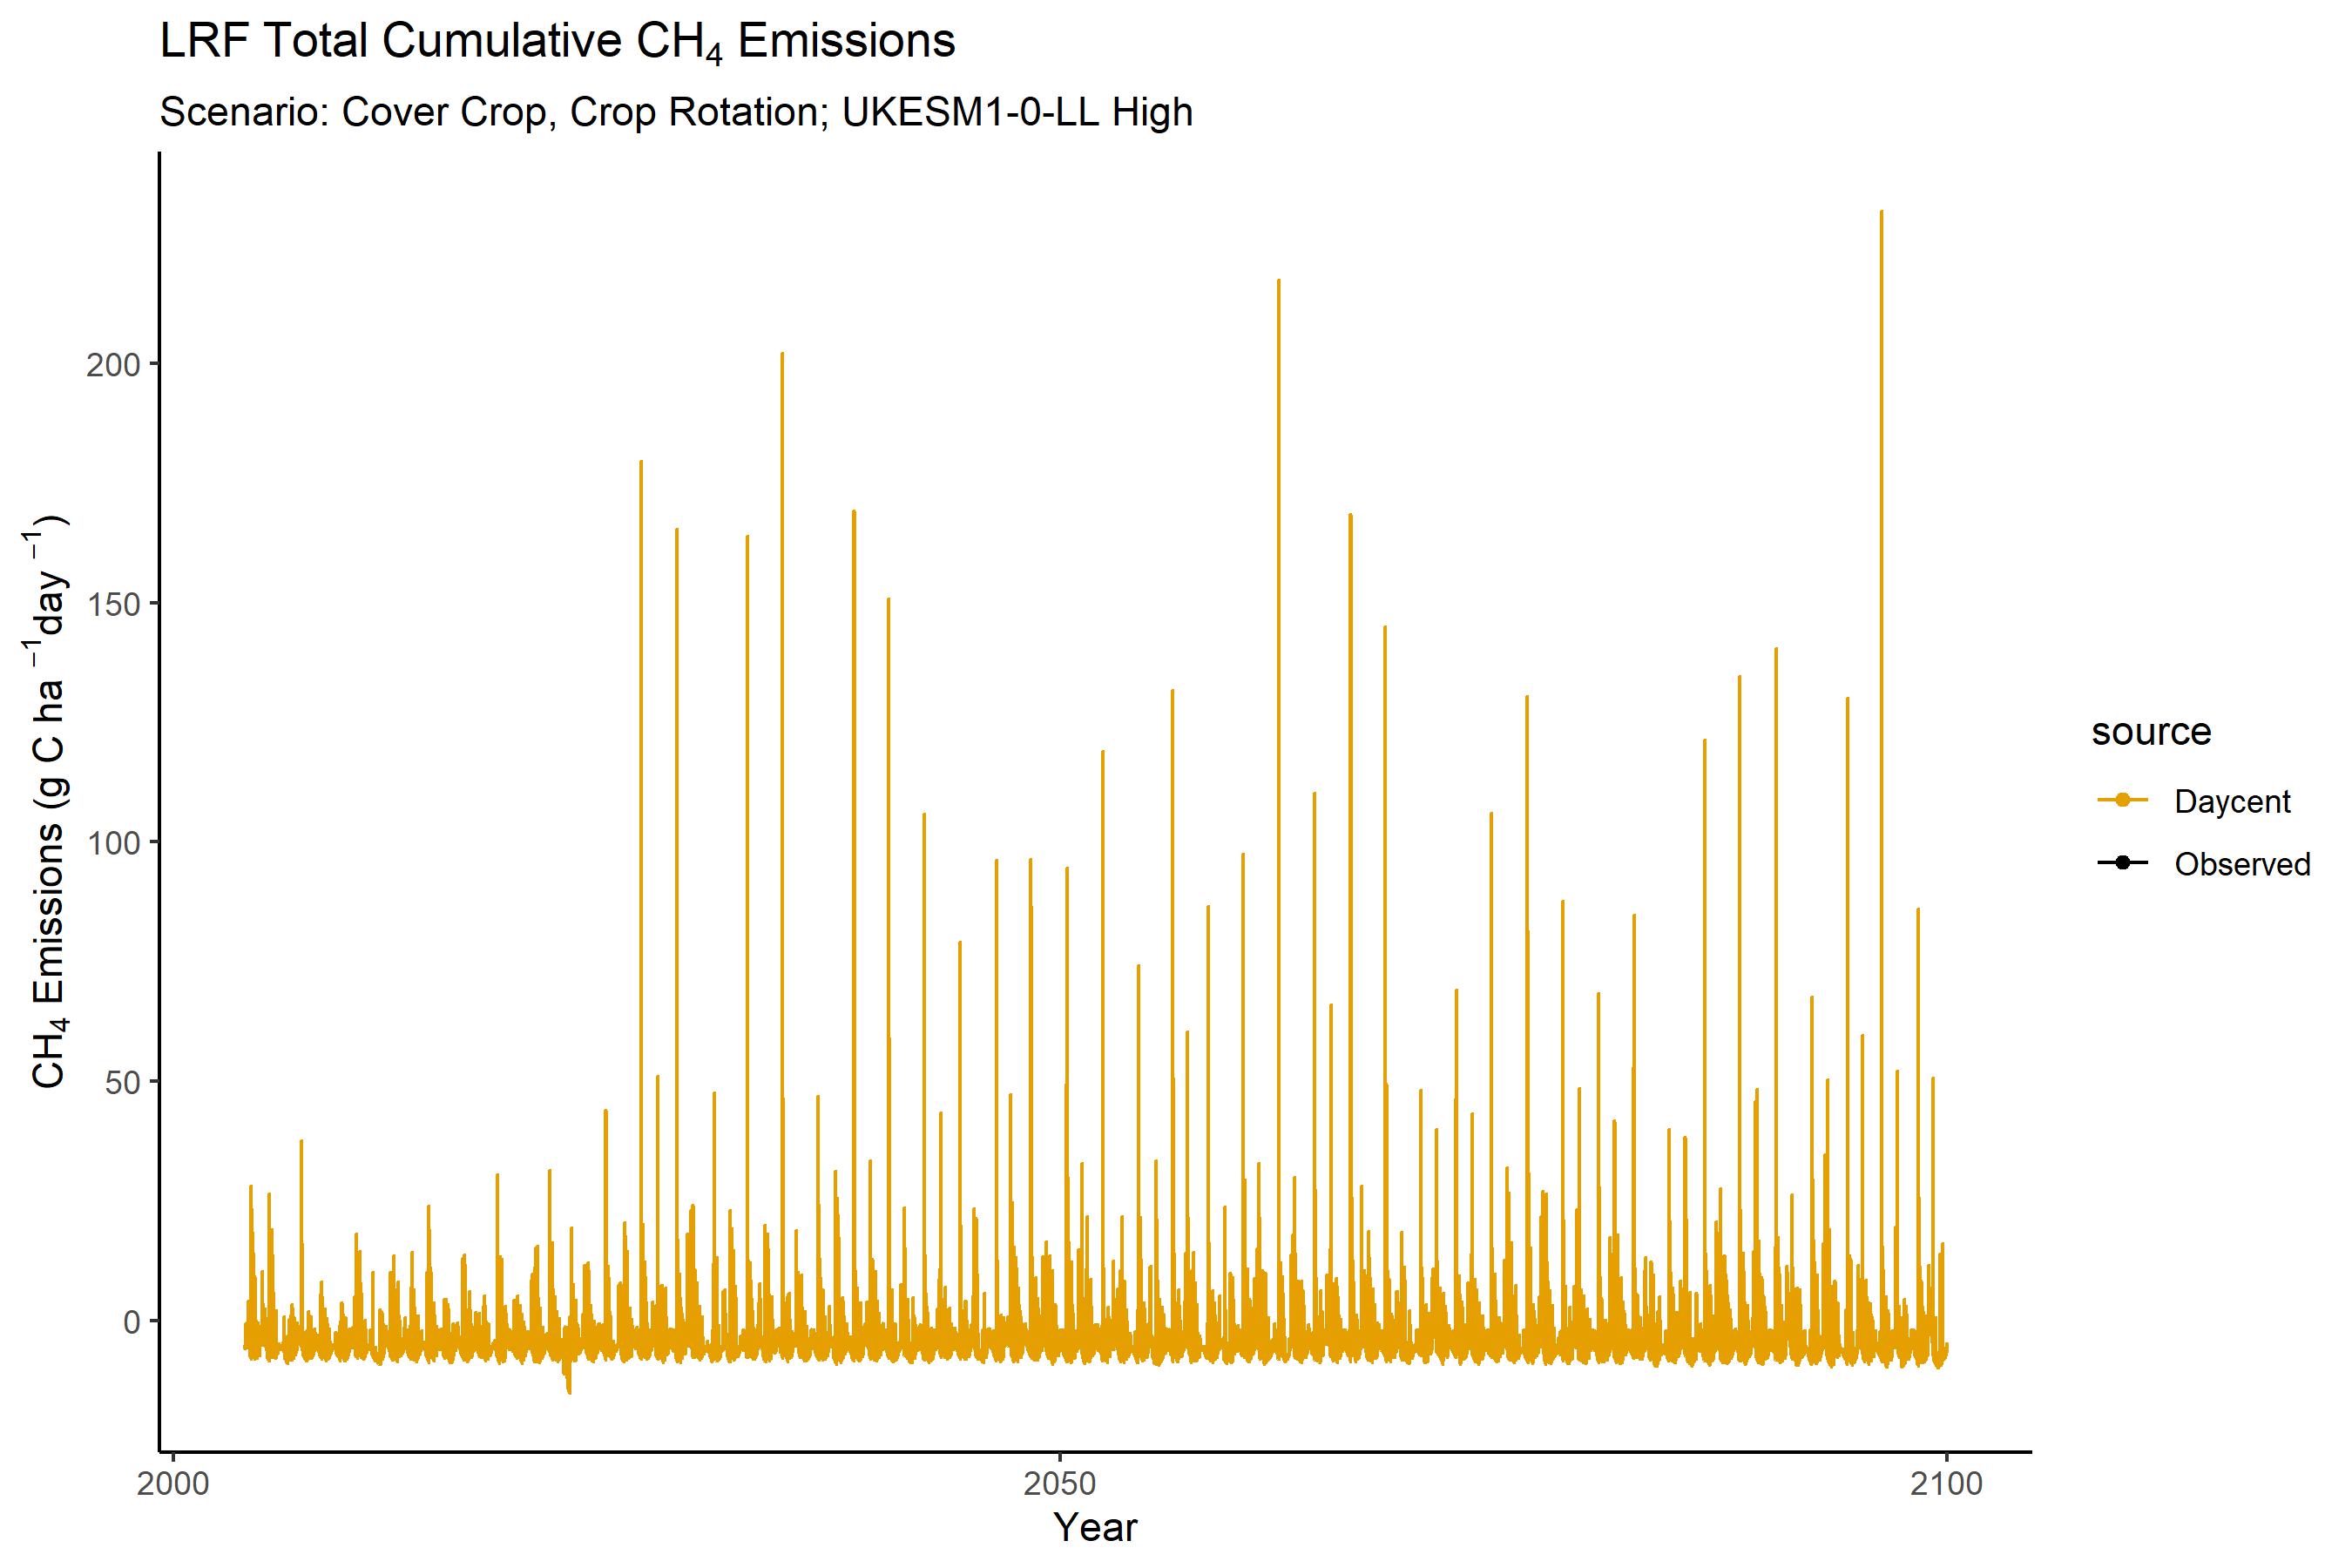 LRF Total Cumulative CH₄ Emissions
Scenario: Cover Crop, Crop Rotation; UKESM1-0-LL High
CH₄ Emissions (g C ha ⁻¹day ⁻¹)
200
150
100
50
0
2000
2050
2100
Year
source
Daycent
Observed